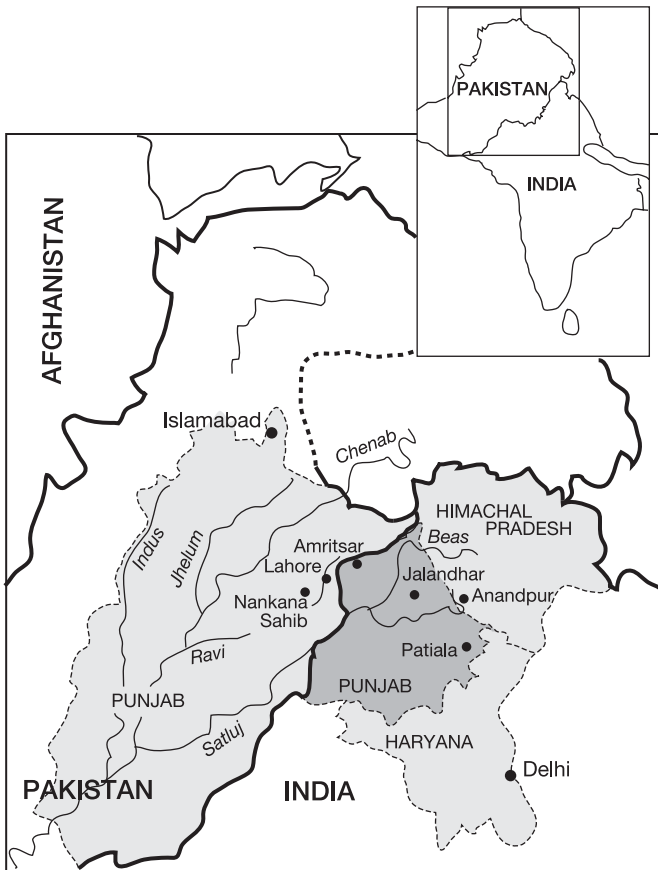 PAKISTAN
INDIA
AFGHANISTAN
Islamabad
Chenab
HIMACHAL
PRADESH
Indus
Jhelum
Beas
Amritsar
Lahore
Jalandhar
Nankana
Sahib
Anandpur
Ravi
Patiala
PUNJAB
PUNJAB
Satluj
HARYANA
Delhi
PAKISTAN
INDIA